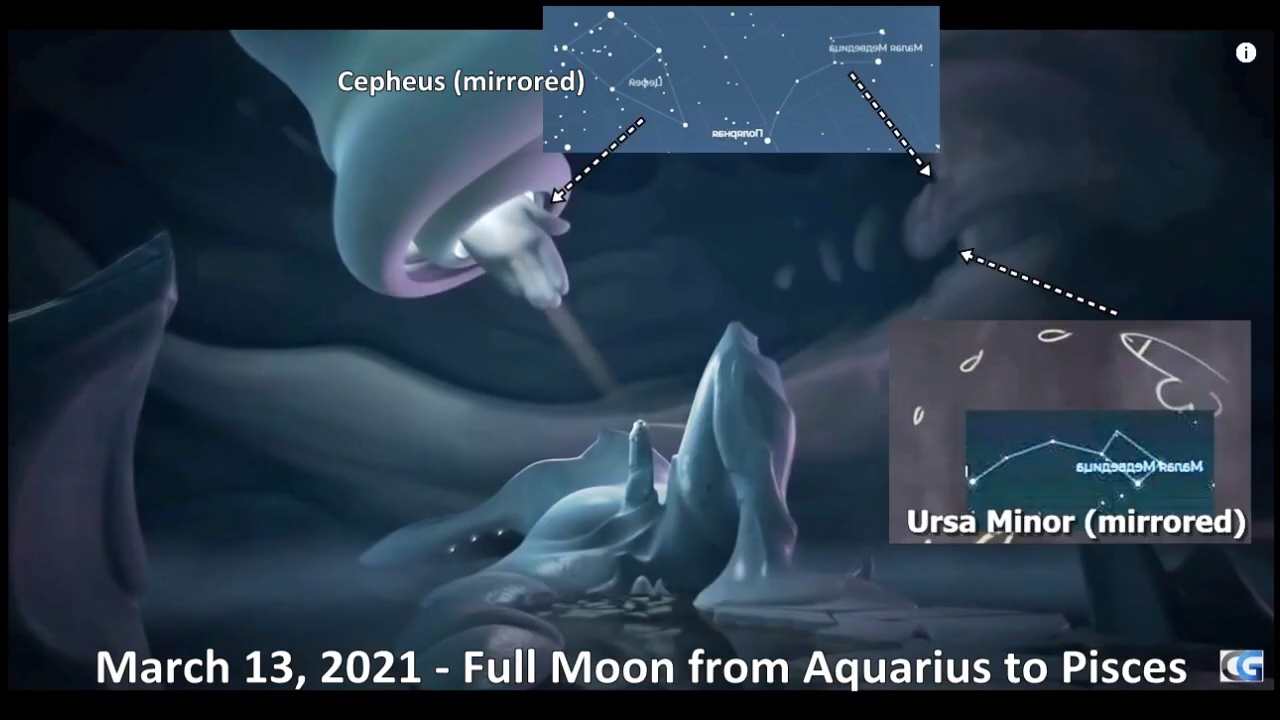 Малая Медведица
Cepheus (mirrored)
Цефей
Полярная
Малая Медведица
Ursa Minor (mirrored)
March 13, 2021 - Full Moon from Aquarius to Pisces
CG